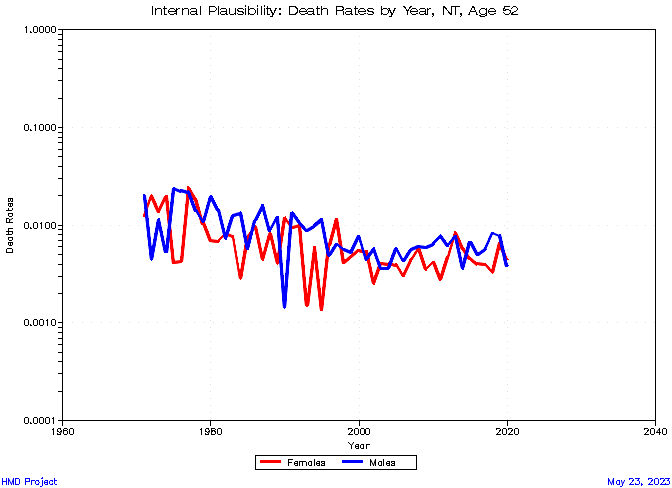 Internal Plausibility: Death Rates by Year, NT, Age 52
1.0000
0.1000
0.0100
0.0010
0.0001
Death Rates
1960
1980
2000
2020
2040
Year
Females
Males
HMD Project
May 23, 2023